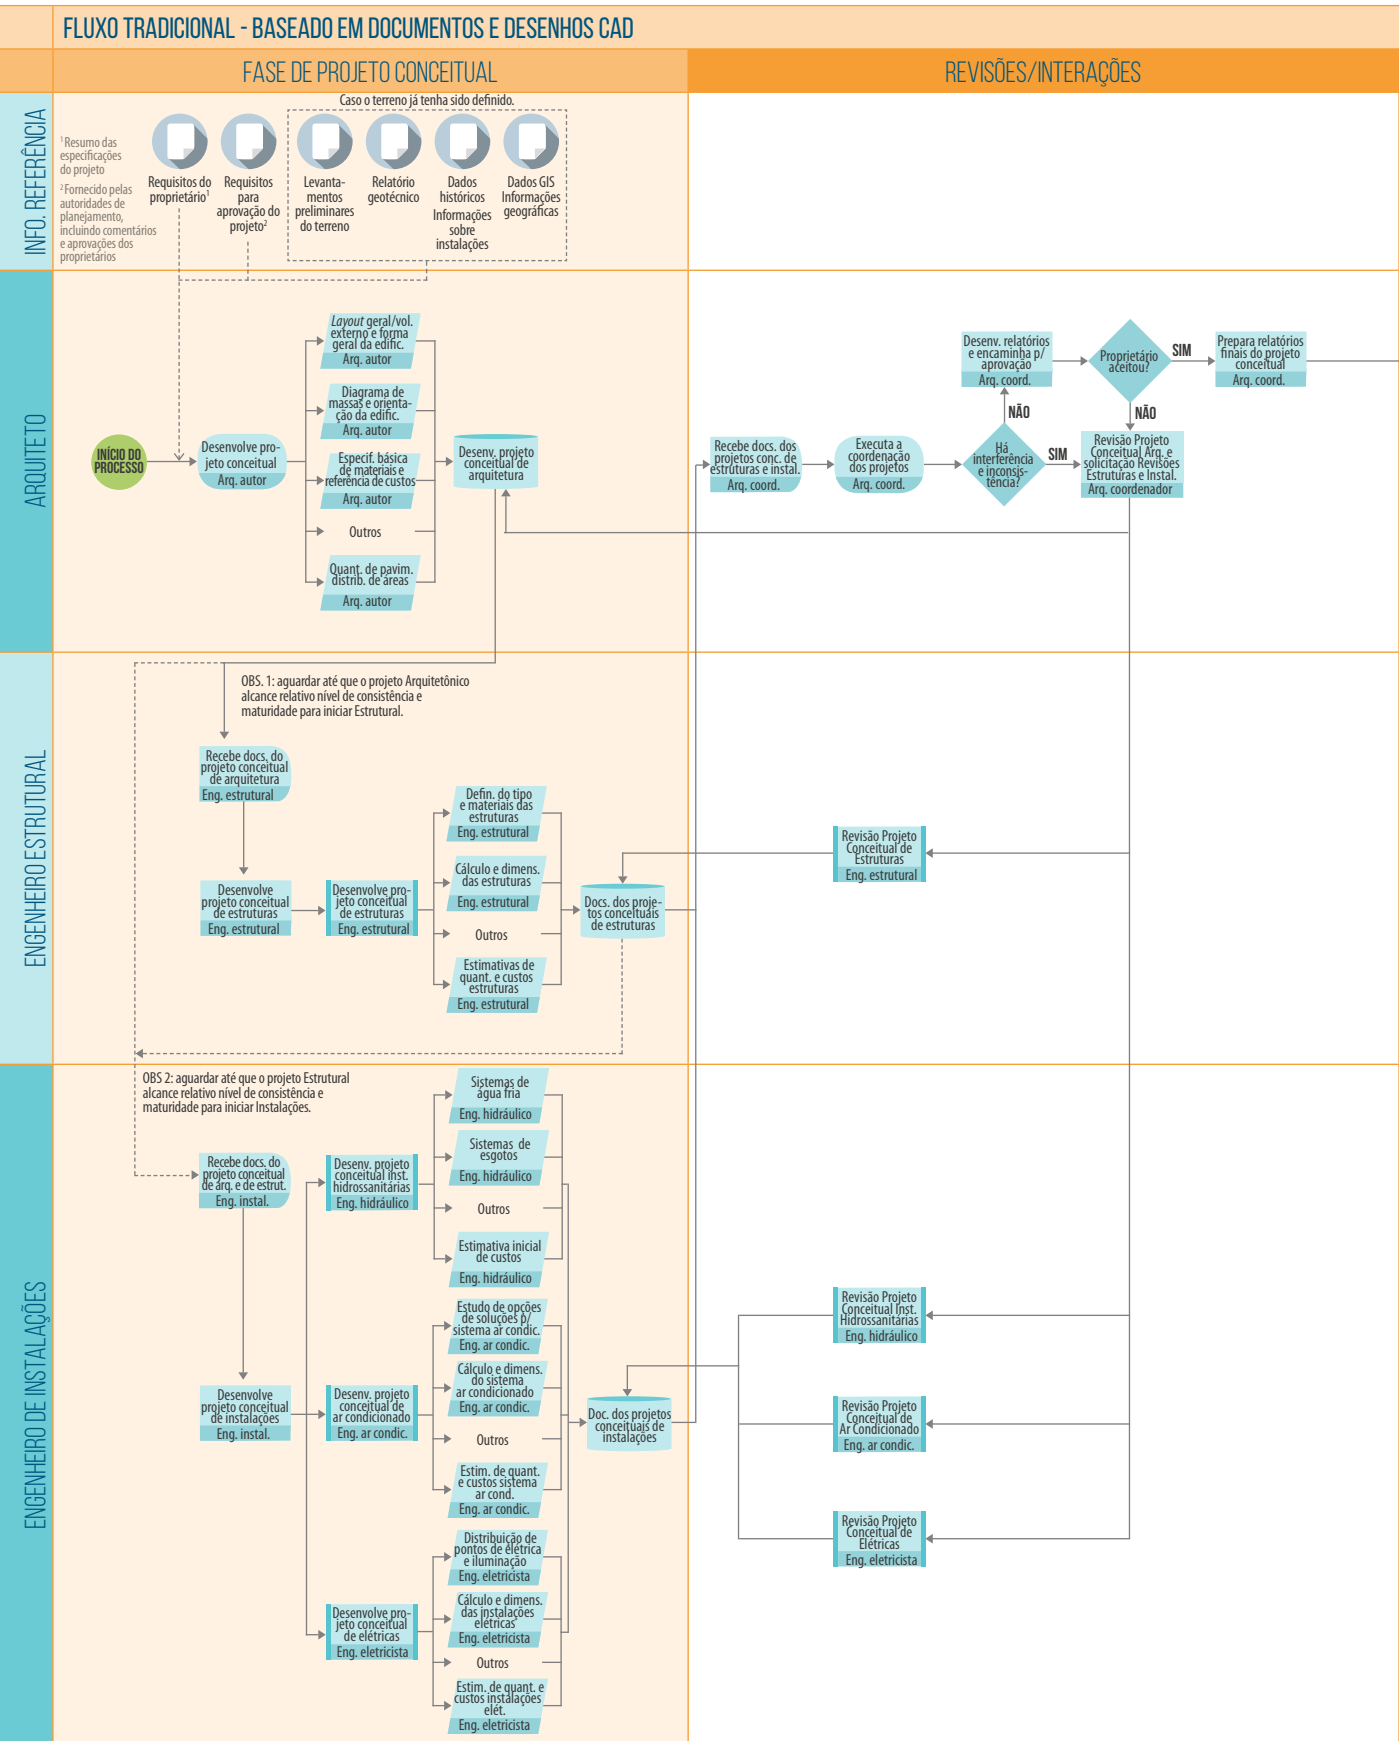 FLUXO TRADICIONAL - BASEADO EM DOCUMENTOS E DESENHOS CAD
FASE DE PROJETO CONCEITUAL
REVISÕES/INTERAÇÕES
INFO. REFERÊNCIA
Caso o terreno já tenha sido definido.
¹ Resumo das
especificações
do projeto
² Fornecido pelas
autoridades de
planejamento,
incluindo comentários
e aprovações dos
proprietários
Requisitos do
proprietário¹
Requisitos
para
aprovação do
projeto²
Levanta-
mentos
preliminares
do terreno
Relatório
geotécnico
Dados
históricos
Informações
sobre
instalações
Dados GIS
Informações
geográficas
ARQUITETO
INÍCIO DO
PROCESSO
Desenvolve pro-
jeto conceitual
Arq. autor
Layout geral/vol.
externo e forma
geral da edific.
Arq. autor
Diagrama de
massas e orienta-
ção da edific.
Arq. autor
Especif. básica
de materiais e
referência de custos
Arq. autor
Outros
Quant. de pavim.
distrib. de áreas
Arq. autor
Desenv. projeto
conceitual de
arquitetura
Recebe docs. dos
projetos conc. de
estruturas e instal.
Arq. coord.
Executa a
coordenação
dos projetos
Arq. coord.
Há
interferência
e inconsis-
tência?
NÃO
SIM
Desenv. relatórios
e encaminha p/
aprovação
Arq. coord.
Proprietário
aceitou?
SIM
NÃO
Prepara relatórios
finais do projeto
conceitual
Arq. coord.
Revisão Projeto
Conceitual Arq. e
solicitação Revisões
Estruturas e Instal.
Arq. coordenador
ENGENHEIRO ESTRUTURAL
OBS. 1: aguardar até que o projeto Arquitetônico
alcance relativo nível de consistência e
maturidade para iniciar Estrutural.
Recebe docs. do
projeto conceitual
de arquitetura
Eng. estrutural
Desenvolve
projeto conceitual
de estruturas
Eng. estrutural
Desenvolve pro-
jeto conceitual
de estruturas
Eng. estrutural
Defin. do tipo
e materiais das
estruturas
Eng. estrutural
Cálculo e dimens.
das estruturas
Eng. estrutural
Outros
Estimativas de
quant. e custos
estruturas
Eng. estrutural
Docs. dos proje-
tos conceituais
de estruturas
Revisão Projeto
Conceitual de
Estruturas
Eng. estrutural
ENGENHEIRO DE INSTALAÇÕES
OBS 2: aguardar até que o projeto Estrutural
alcance relativo nível de consistência e
maturidade para iniciar Instalações.
Recebe docs. do
projeto conceitual
de arq. e de estrut.
Eng. instal.
Desenvolve
projeto conceitual
de instalações
Eng. instal.
Desenv. projeto
conceitual inst.
hidrossanitárias
Eng. hidráulico
Sistemas de
água fria
Eng. hidráulico
Sistemas de
esgotos
Eng. hidráulico
Outros
Estimativa inicial
de custos
Eng. hidráulico
Desenv. projeto
conceitual de
ar condicionado
Eng. ar condic.
Estudo de opções
de soluções p/
sistema ar condic.
Eng. ar condic.
Cálculo e dimens.
do sistema
ar condicionado
Eng. ar condic.
Outros
Estim. de quant.
e custos sistema
ar cond.
Eng. ar condic.
Desenvolve pro-
jeto conceitual
de elétricas
Eng. eletricista
Distribuição de
pontos de elétrica
e iluminação
Eng. eletricista
Cálculo e dimens.
das instalações
elétricas
Eng. eletricista
Outros
Estim. de quant. e
custos instalações
elét.
Eng. eletricista
Doc. dos projetos
conceituais de
instalações
Revisão Projeto
Conceitual Inst.
Hidrossanitárias
Eng. hidráulico
Revisão Projeto
Conceitual de
Ar Condicionado
Eng. ar condic.
Revisão Projeto
Conceitual de
Elétricas
Eng. eletricista